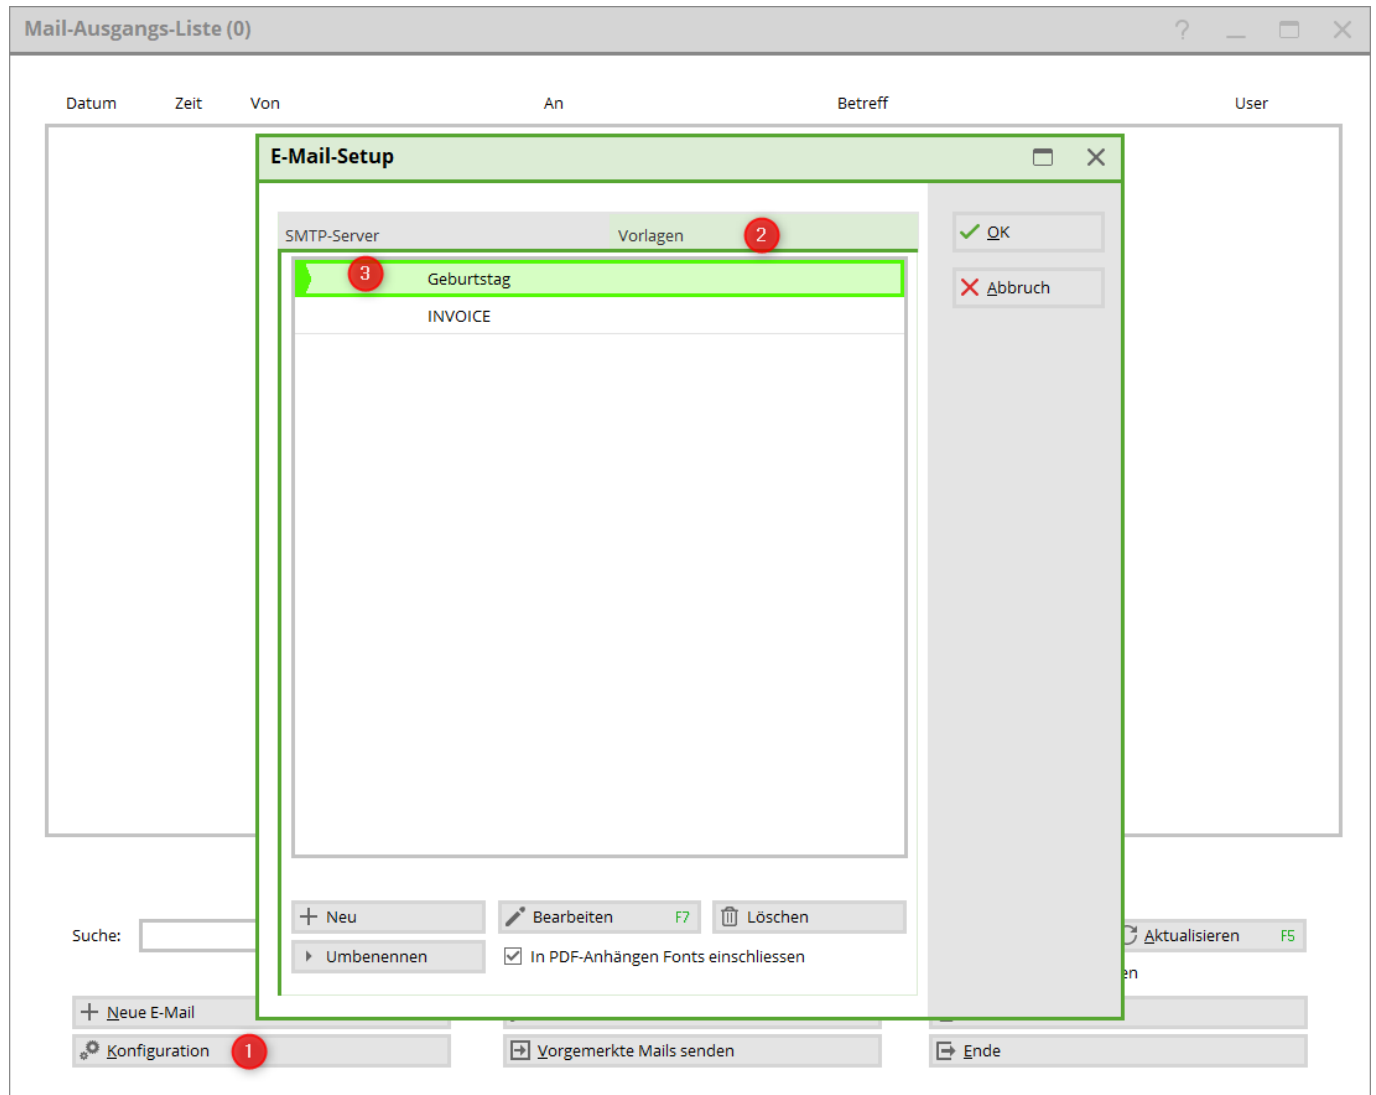 Mail-Ausgangs-Liste (0)
Datum Zeit Von An Betreff User
E-Mail-Setup
SMTP-Server Vorlagen 2
OK
3 Geburtstag
Abbruch
INVOICE
Neu Bearbeiten F7 Löschen
Suche: Aktualisieren F5
Umbenennen In PDF-Anhängen Fonts einschliessen
en
Neue E-Mail
Konfiguration 1 Vorgemerkte Mails senden Ende